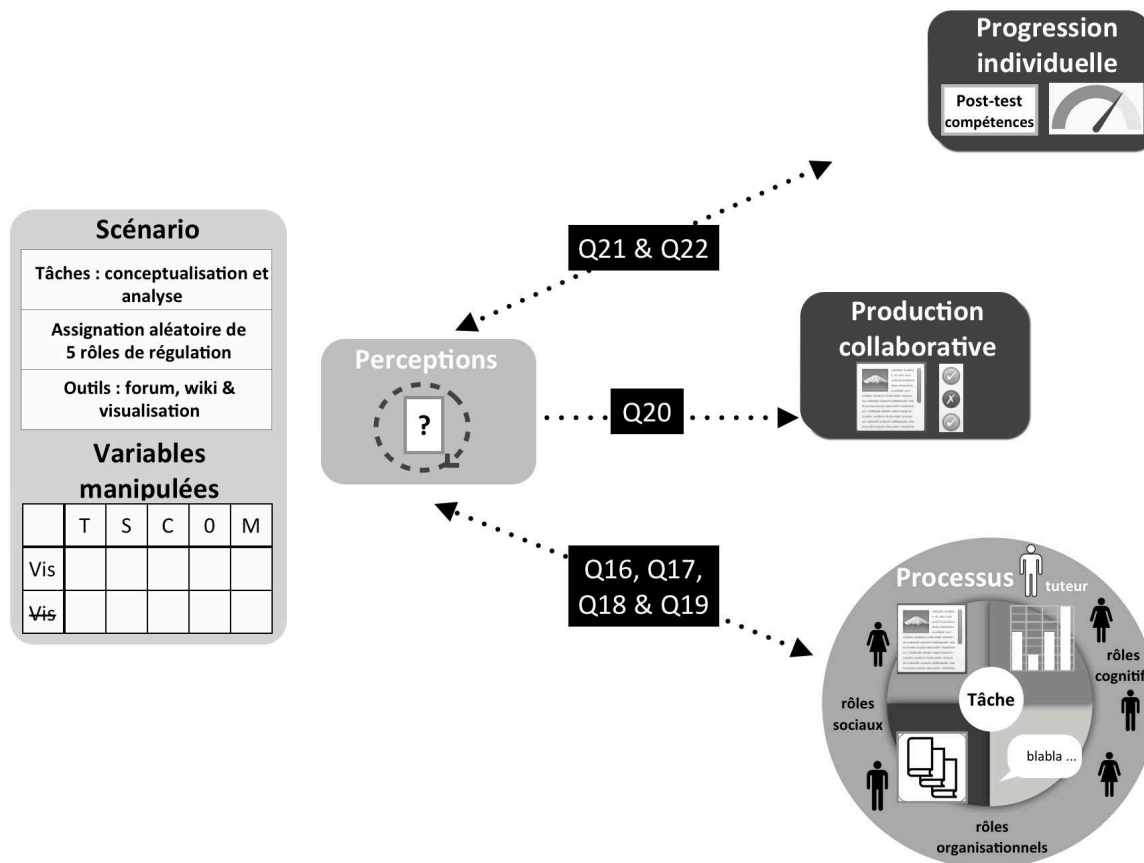 Progression
individuelle
Post-test
compétences
Scénario
Tâches : conceptualisation et
analyse
Assignation aléatoire de
5 rôles de régulation
Outils : forum, wiki &
visualisation
Variables
manipulées
T S C 0 M
Vis
Vis
Q21 & Q22
Perceptions
?
Q20
Production
collaborative
Q16, Q17,
Q18 & Q19
Processus
tuteur
rôles
cognitif
rôles
sociaux
Tâche
blabla ...
rôles
organisationnels